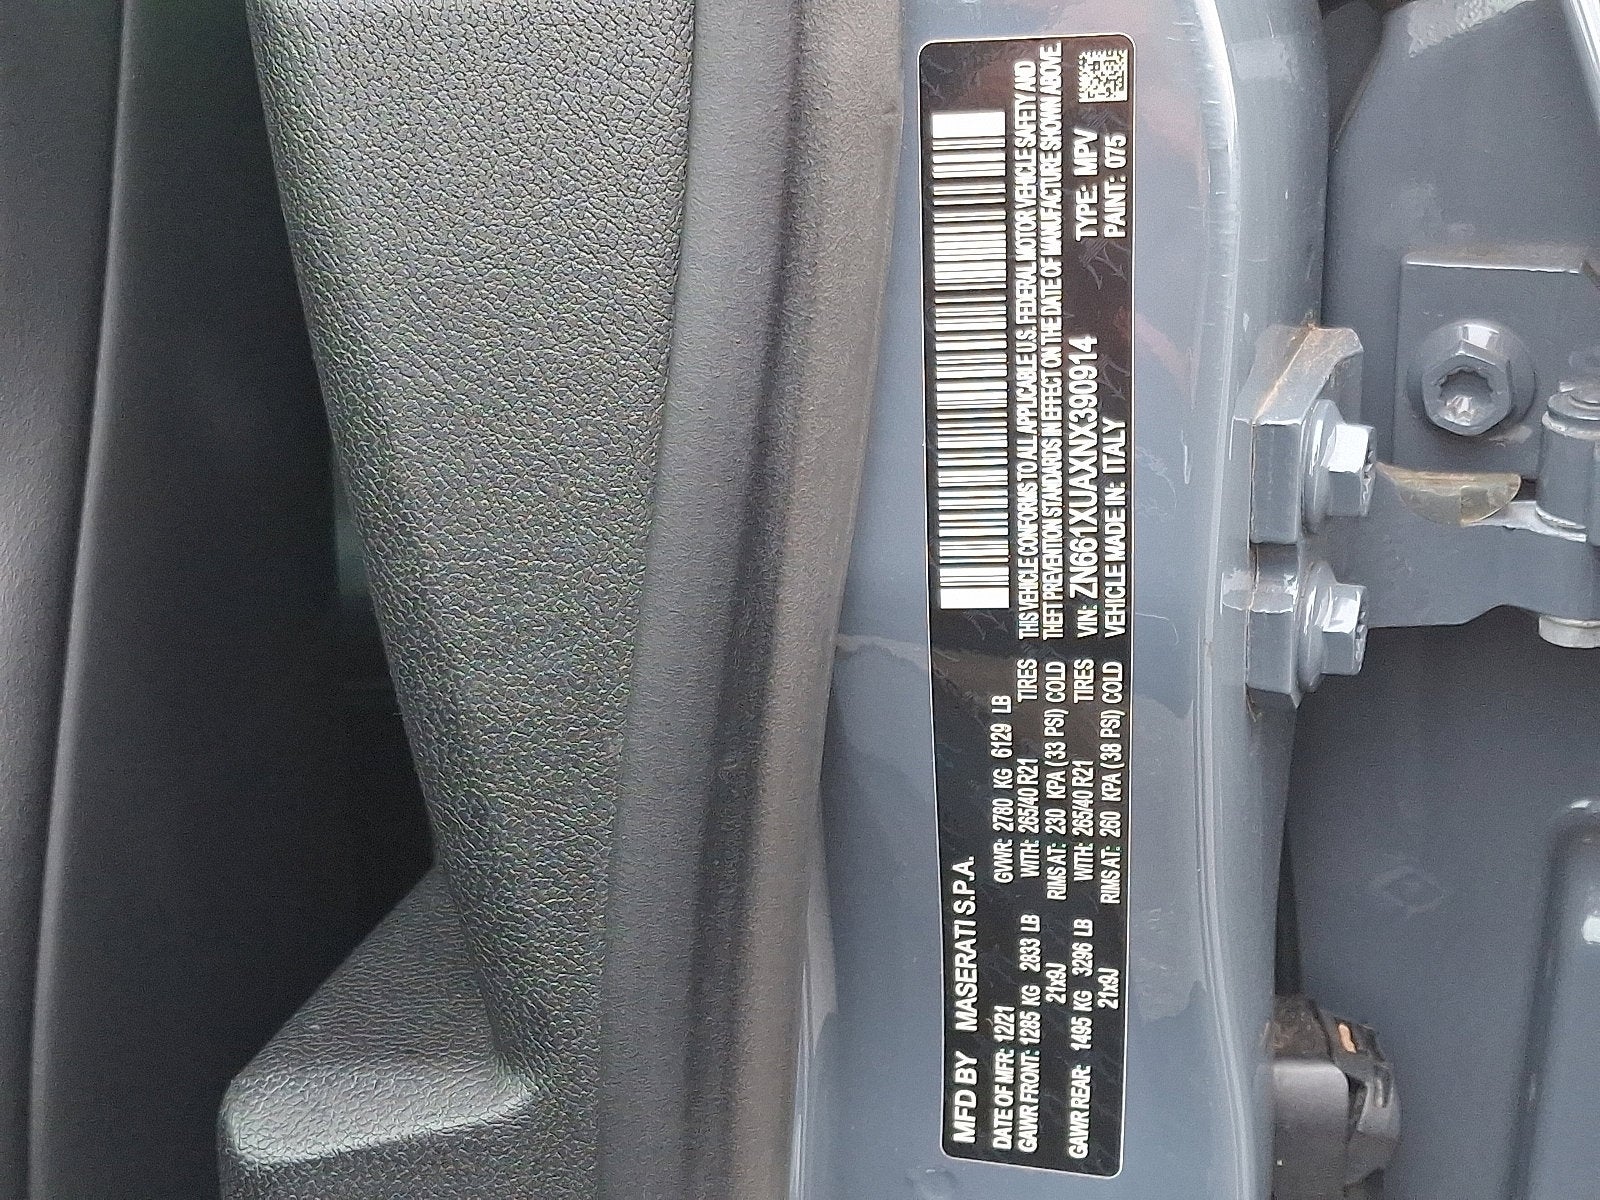 MFD BY MASERATI S.P.A.
DATE OF MFR: 12/21 GVWR: 2780 KG 6129 LB
GAWR FRONT: 1285 KG 2833 LB WITH: 265/40 R21 TIRES
21x9J RIMS AT: 230 KPA ( 33 PSI) COLD
GAWR REAR: 1495 KG 3296 LB WITH: 265/40 R21 TIRES
21x9J RIMS AT: 260 KPA ( 38 PSI) COLD
THIS VEHICLE CONFORMS TO ALL APPLICABLE U.S. FEDERAL MOTOR VEHICLE SAFETY AND
THEFT PREVENTION STANDARDS IN EFFECT ON THE DATE OF MANUFACTURE SHOWN ABOVE.
VIN: ZN661XUAXNX390914 TYPE: MPV
VEHICLE MADE IN: ITALY PAINT: 075